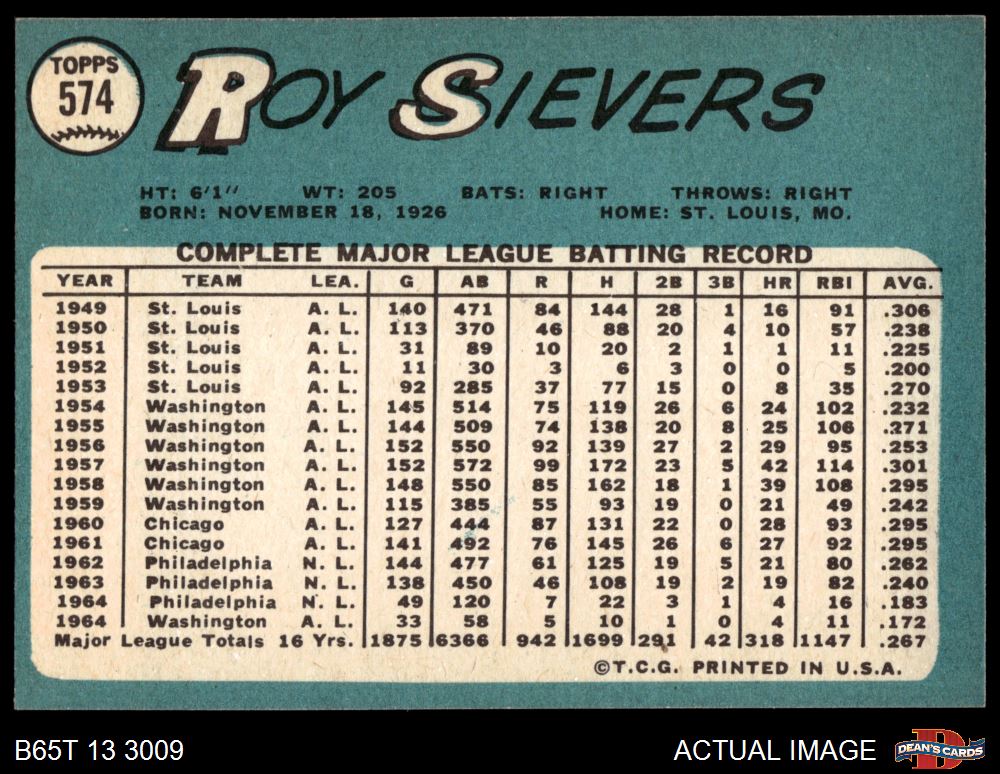 TOPPS
574
ROY SIEVERS
HT: 6'1" WT: 205 BATS: RIGHT THROWS: RIGHT
BORN: NOVEMBER 18, 1926 HOME: ST. LOUIS, MO.
COMPLETE MAJOR LEAGUE BATTING RECORD
YEAR TEAM LEA. G AB R H 2B 3B HR RBI AVG.
1949 St. Louis A. L. 140 471 84 144 28 1 16 91 .306
1950 St. Louis A. L. 113 370 46 88 20 4 10 57 .238
1951 St. Louis A. L. 31 89 10 20 2 1 1 11 .225
1952 St. Louis A. L. 11 30 3 6 3 0 0 5 .200
1953 St. Louis A. L. 92 285 37 77 15 0 8 35 .270
1954 Washington A. L. 145 514 75 119 26 6 24 102 .232
1955 Washington A. L. 144 509 74 138 20 8 25 106 .271
1956 Washington A. L. 152 550 92 139 27 2 29 95 .253
1957 Washington A. L. 152 572 99 172 23 5 42 114 .301
1958 Washington A. L. 148 550 85 162 18 1 39 108 .295
1959 Washington A. L. 115 385 55 93 19 0 21 49 .242
1960 Chicago A. L. 127 444 87 131 22 0 28 93 .295
1961 Chicago A. L. 141 492 76 145 26 6 27 92 .295
1962 Philadelphia N. L. 144 477 61 125 19 5 21 80 .262
1963 Philadelphia N. L. 138 450 46 108 19 2 19 82 .240
1964 Philadelphia N. L. 49 120 7 22 3 1 4 16 .183
1964 Washington A. L. 33 58 5 10 1 0 4 11 .172
Major League Totals 16 Yrs. 1875 6366 942 1699 291 42 318 1147 .267
©T.C.G. PRINTED IN U.S.A.
B65T 13 3009 ACTUAL IMAGE DEAN'S CARDS